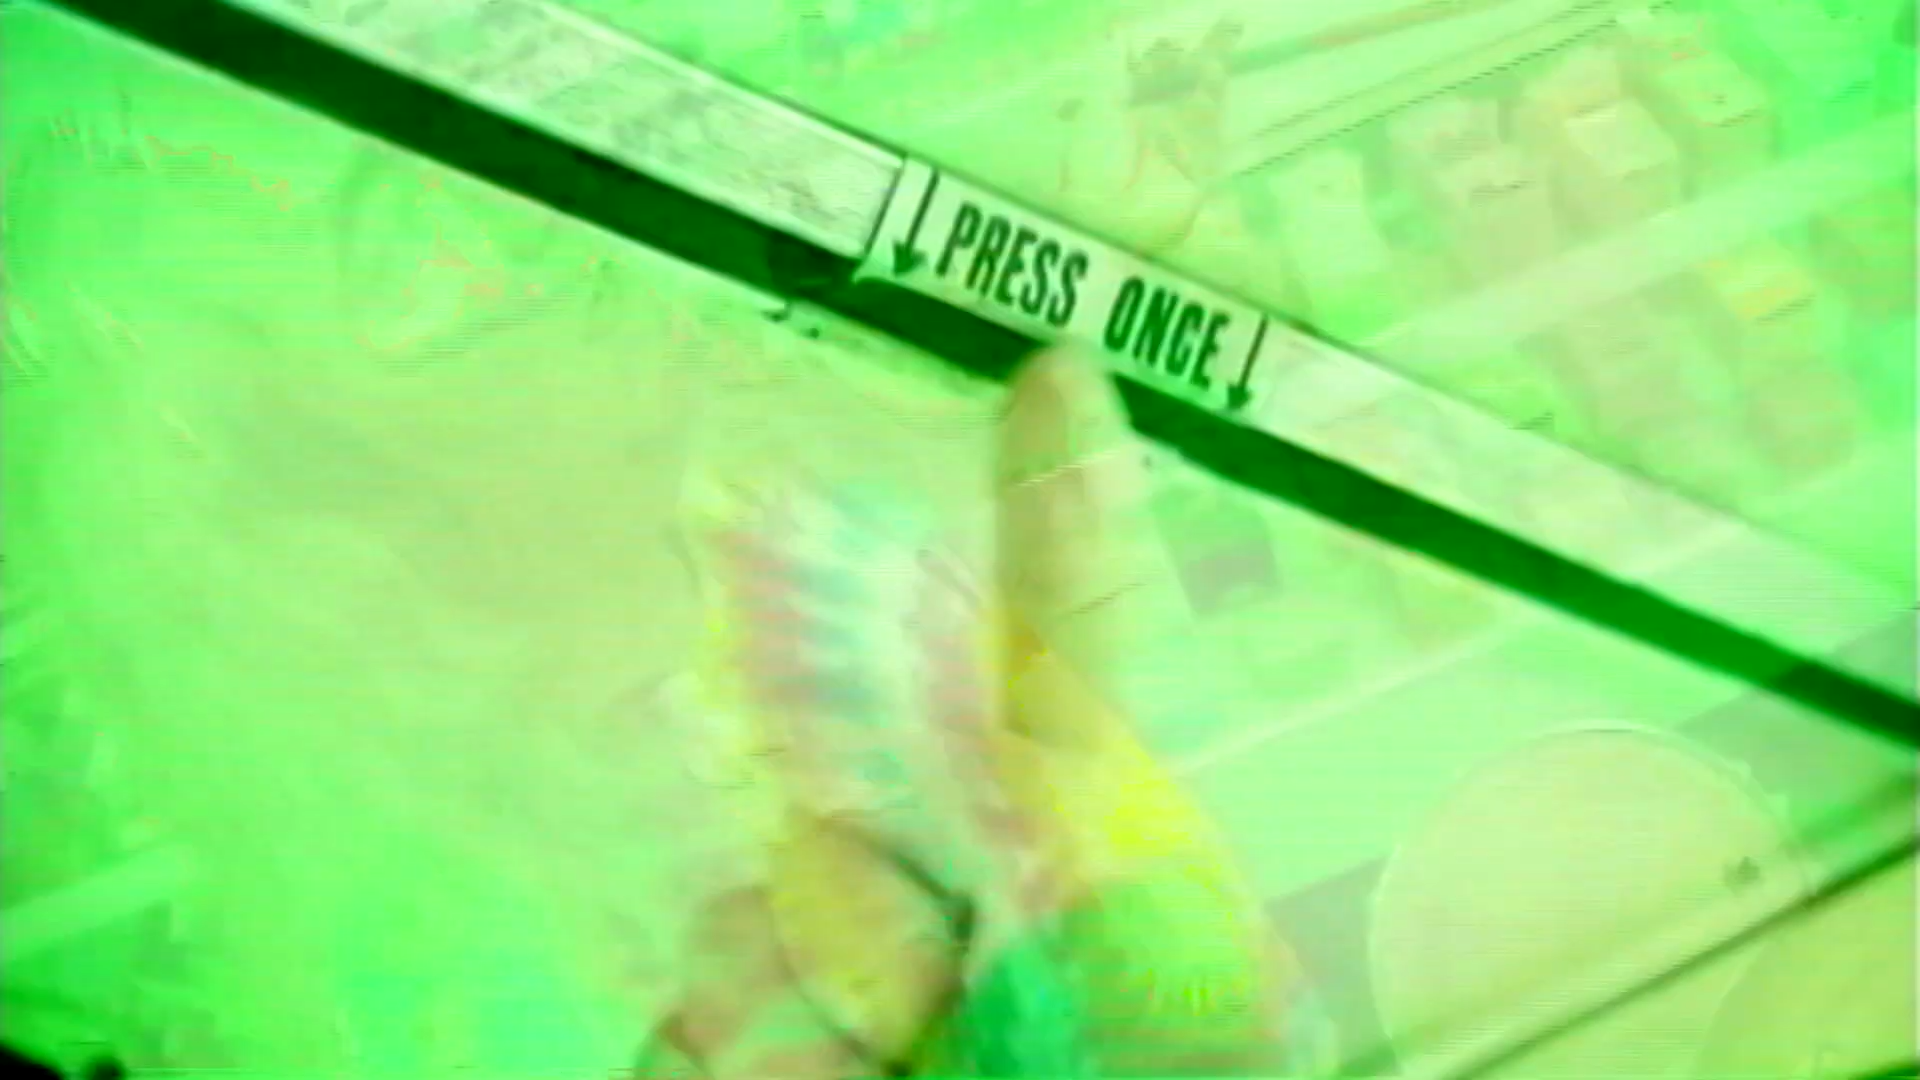 ↓ PRESS ONCE ↓